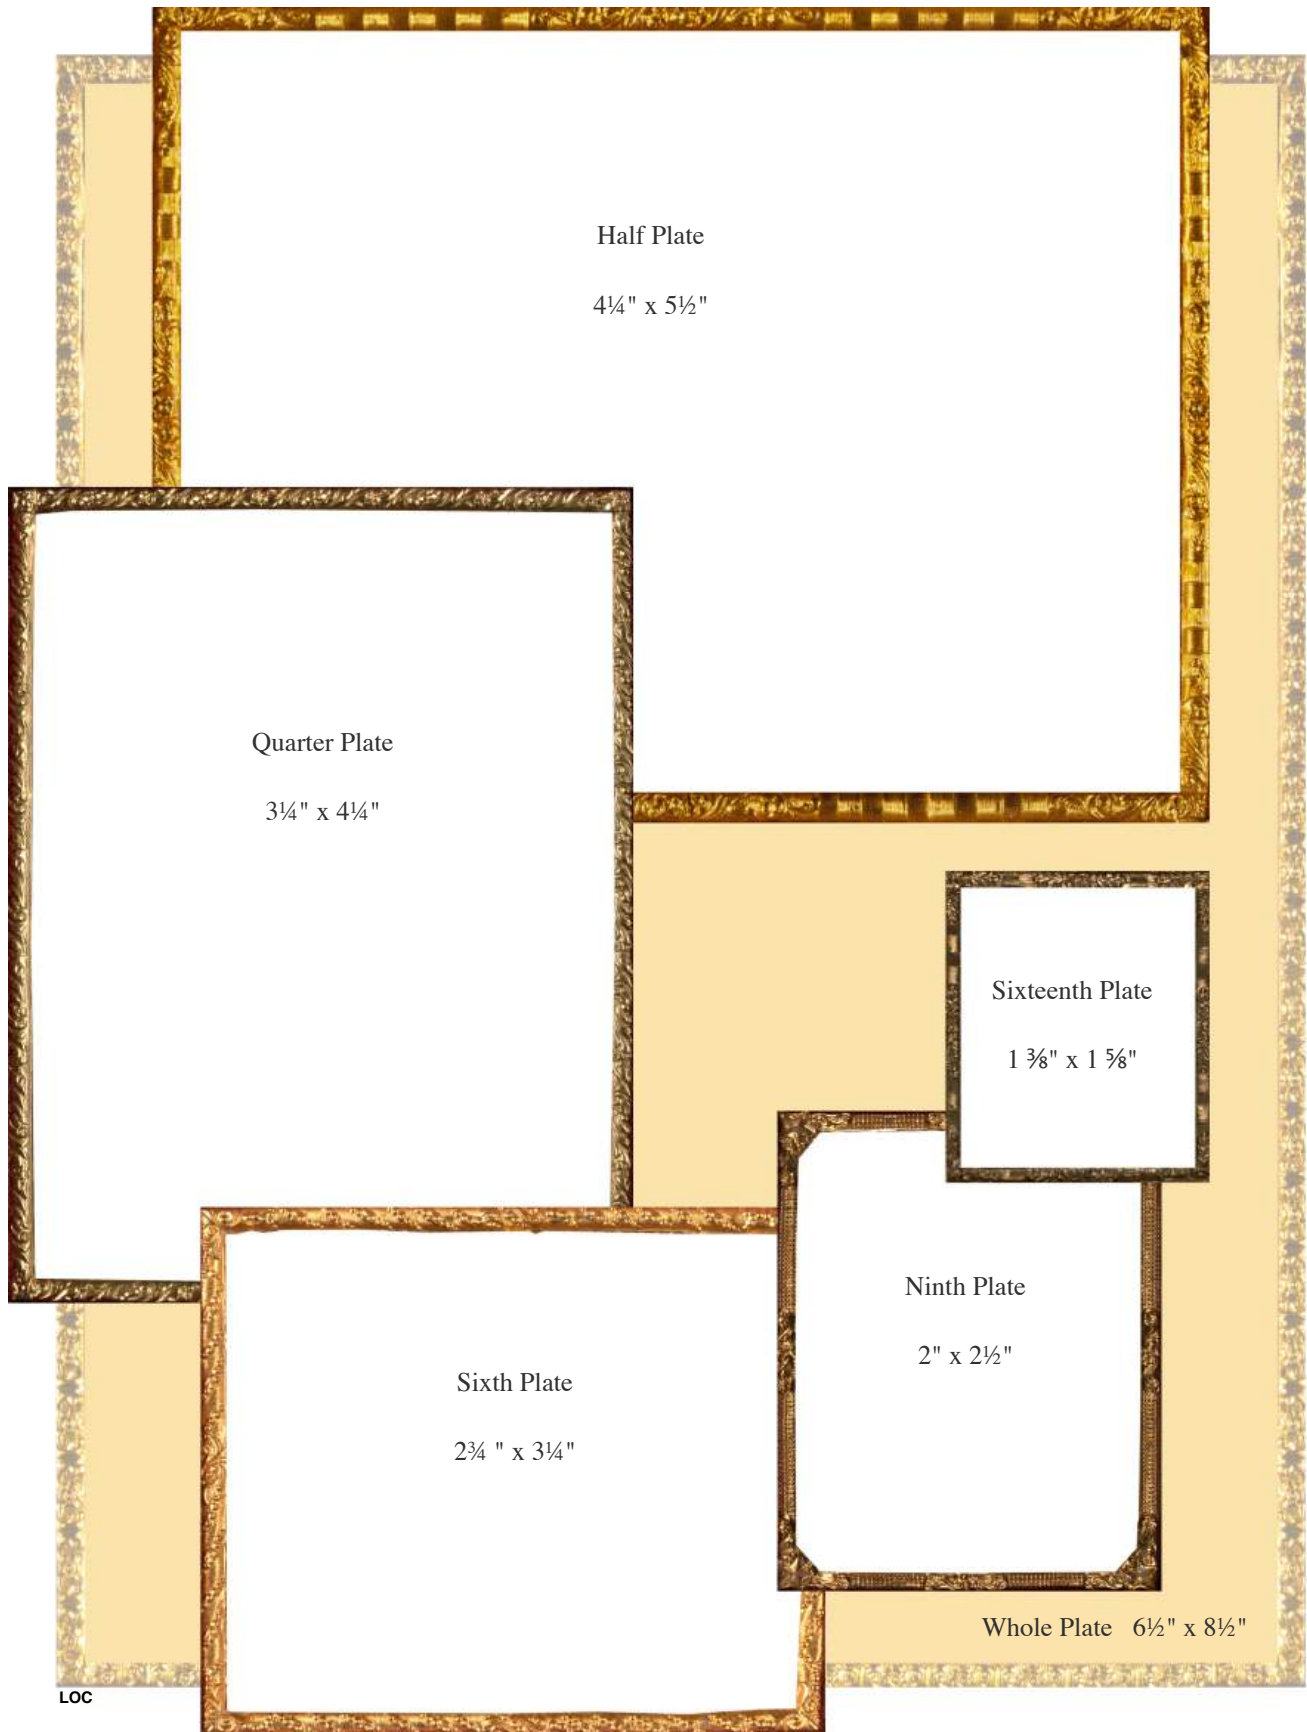 Half Plate
4¼" x 5½"
Quarter Plate
3¼" x 4¼"
Sixteenth Plate
1 ⅜" x 1 ⅝"
Ninth Plate
2" x 2½"
Sixth Plate
2¾ " x 3¼"
Whole Plate 6½" x 8½"
LOC